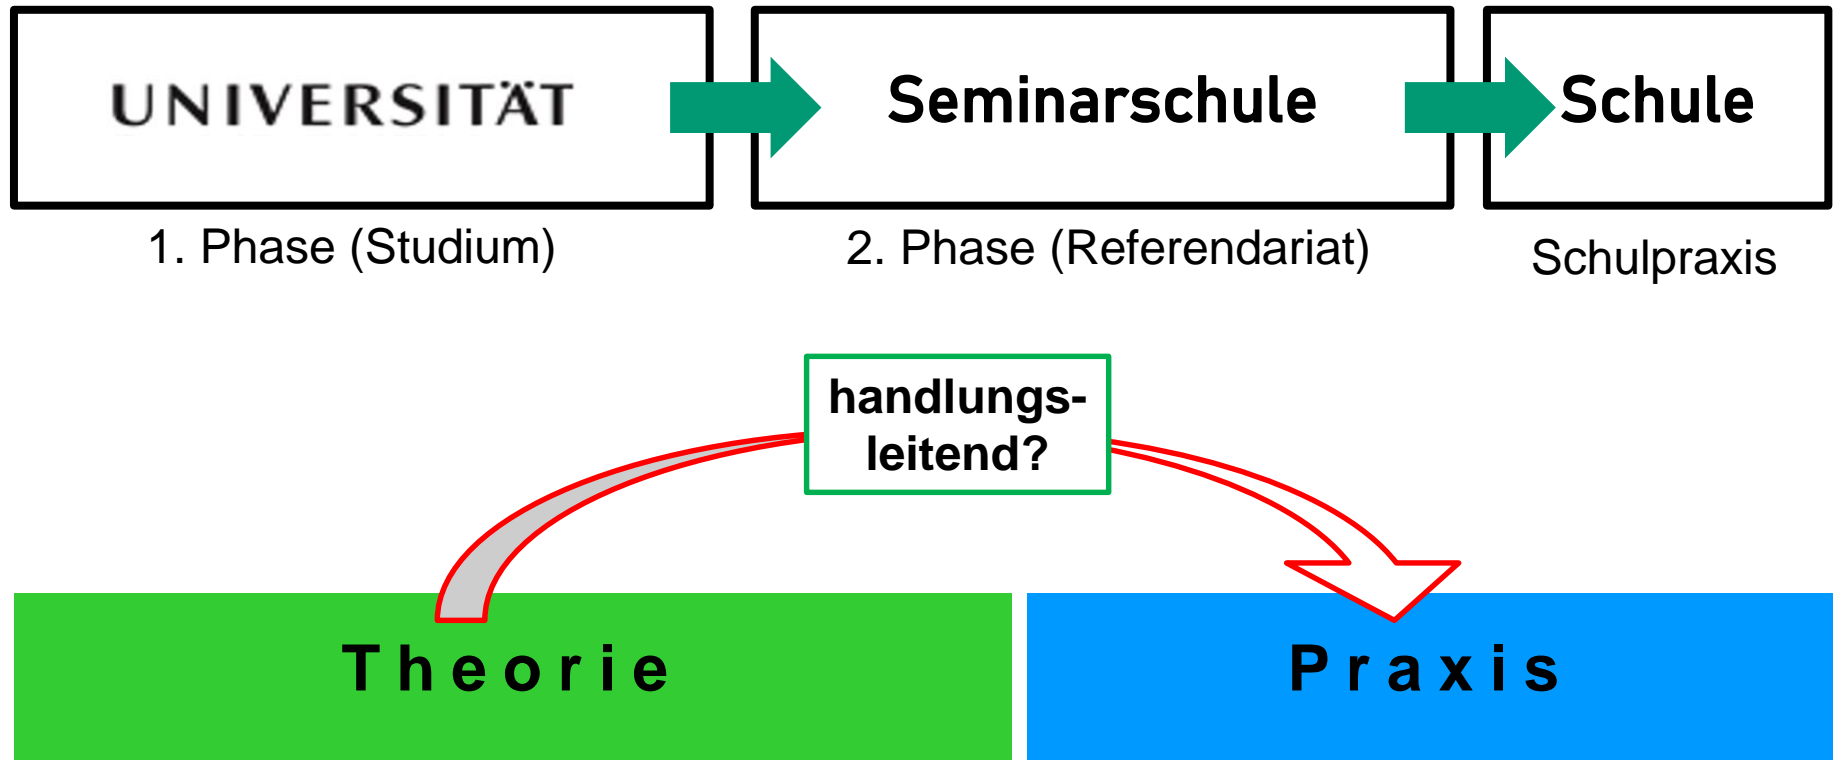 UNIVERSITÄT
Seminarschule
Schule
1. Phase (Studium)
2. Phase (Referendariat)
Schulpraxis
handlungs-
leitend?
Theorie
Praxis